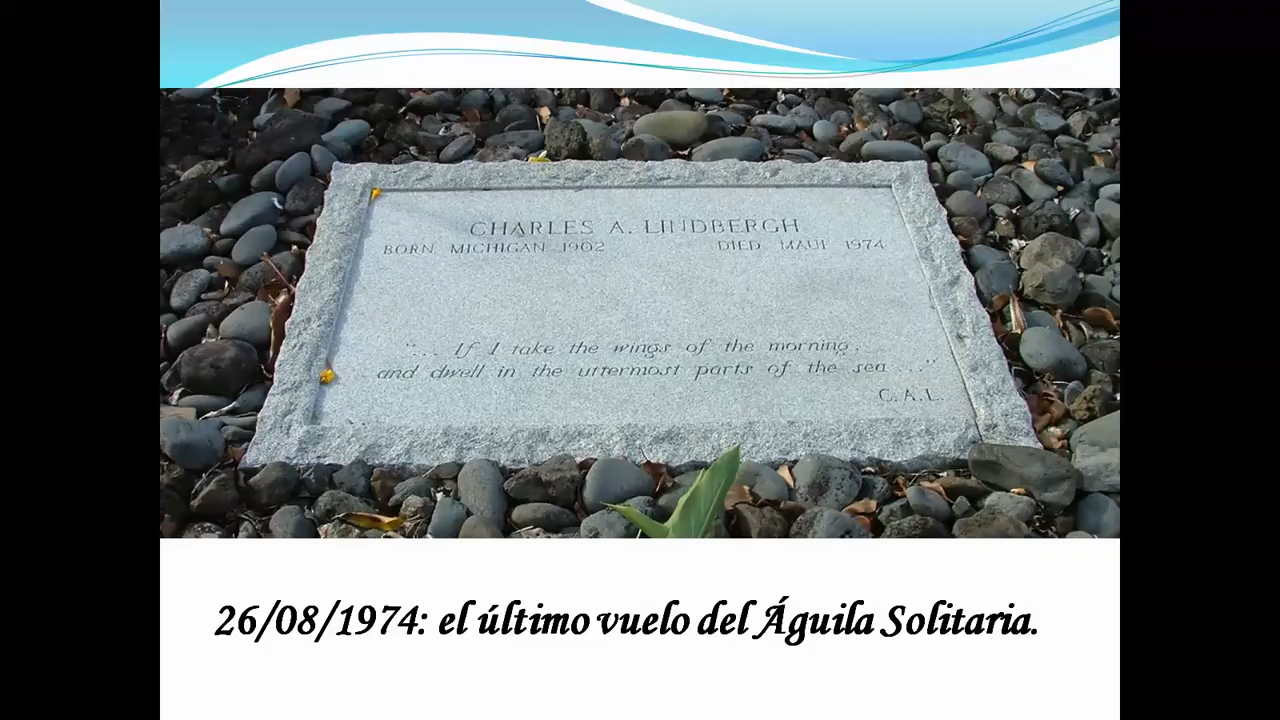 CHARLES A. LINDBERGH
BORN MICHIGAN 1902 DIED MAUI 1974
"... If I take the wings of the morning,
and dwell in the uttermost parts of the sea ..."
C.A.L.
26/08/1974: el último vuelo del Águila Solitaria.